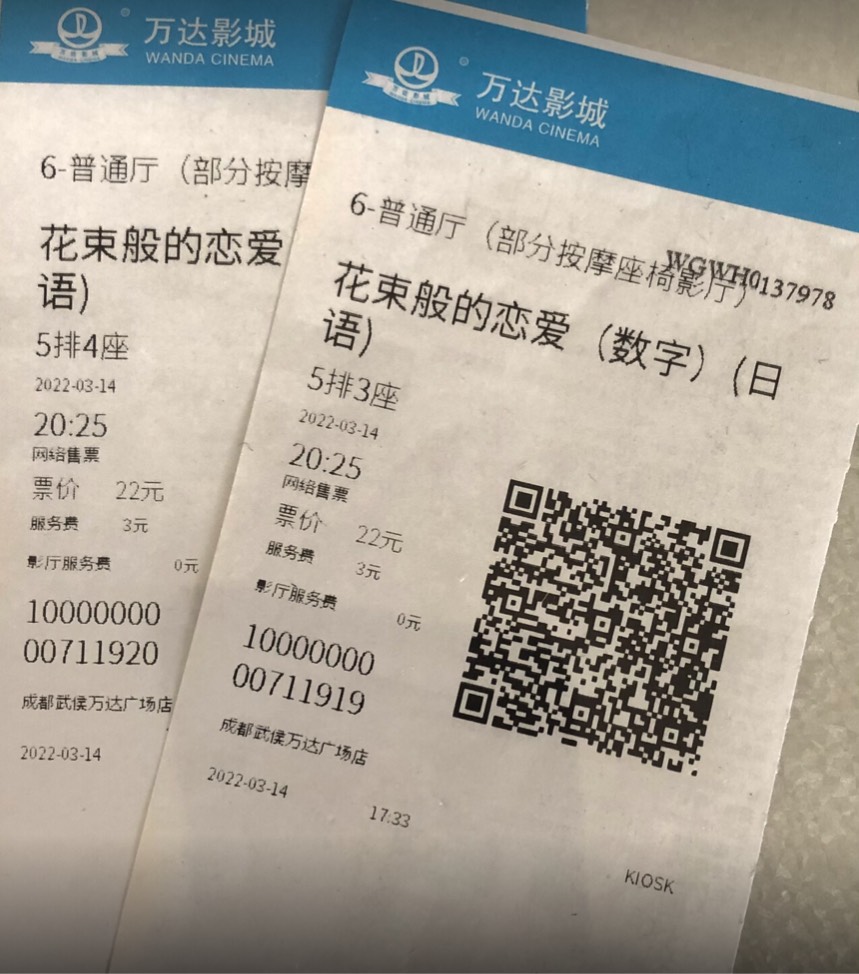 万达影城
WANDA CINEMA
6-普通厅（部分按摩
花束般的恋爱
语)
5排4座
2022-03-14
20:25
网络售票
票价 22元
服务费 3元
影厅服务费 0元
10000000
00711920
成都武侯万达广场店
2022-03-14
万达影城
WANDA CINEMA
6-普通厅（部分按摩座椅影厅）
WGWH0137978
花束般的恋爱（数字）(日
语)
5排3座
2022-03-14
20:25
网络售票
票价 22元
服务费 3元
影厅服务费 0元
10000000
00711919
成都武侯万达广场店
2022-03-14 17:33
KIOSK